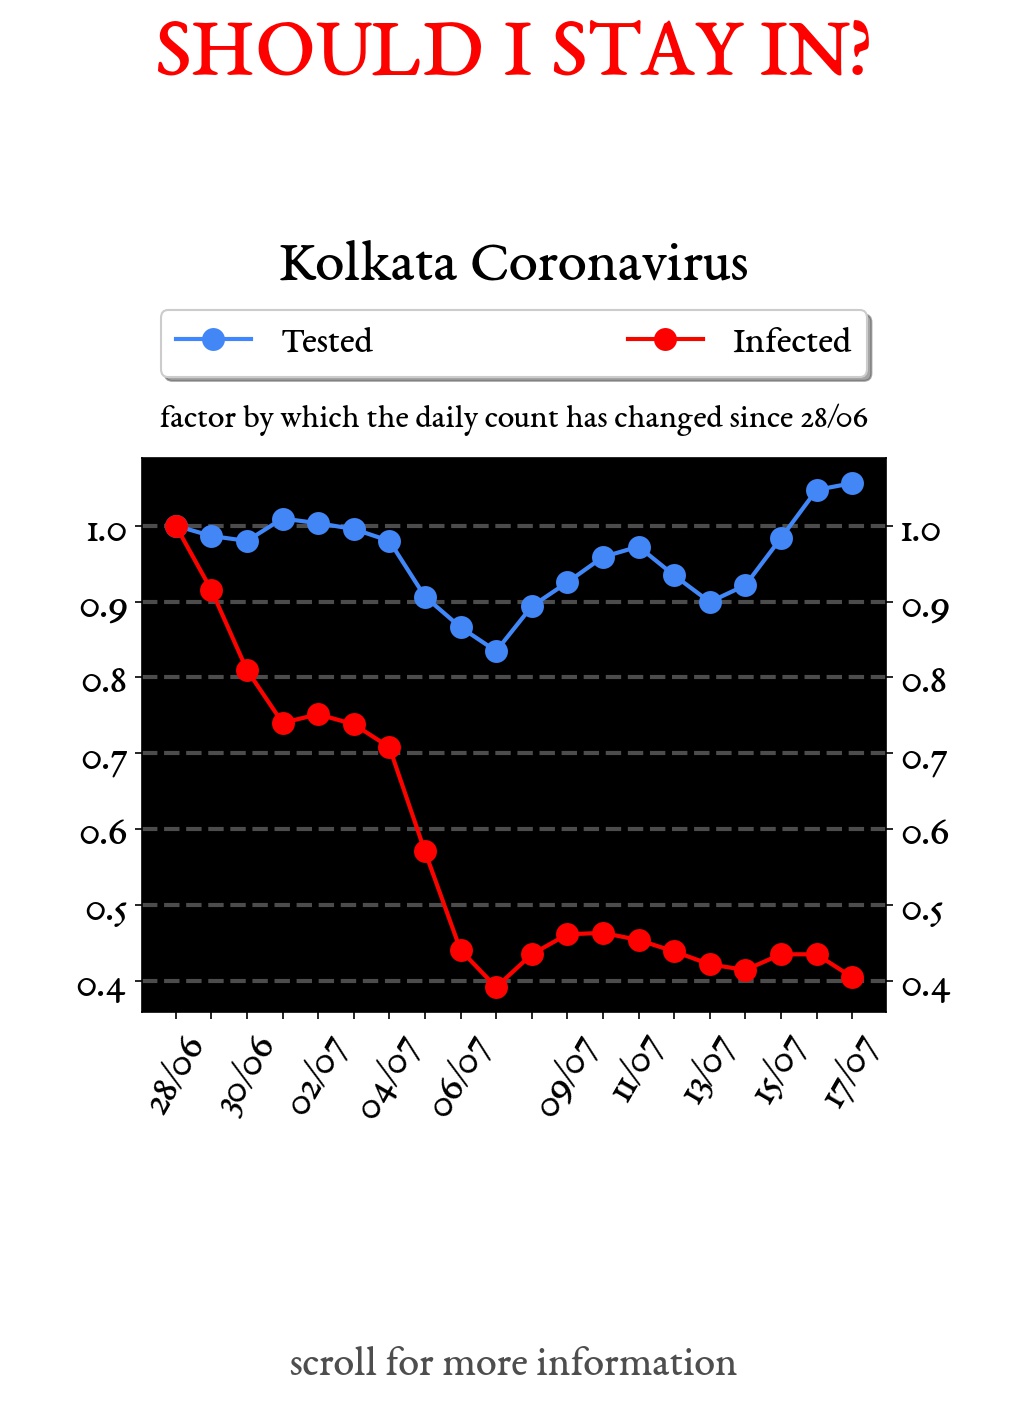 SHOULD I STAY IN?
Kolkata Coronavirus
Tested Infected
factor by which the daily count has changed since 28/06
1.0 1.0
0.9 0.9
0.8 0.8
0.7 0.7
0.6 0.6
0.5 0.5
0.4 0.4
28/06 30/06 02/07 04/07 06/07 09/07 11/07 13/07 15/07 17/07
scroll for more information